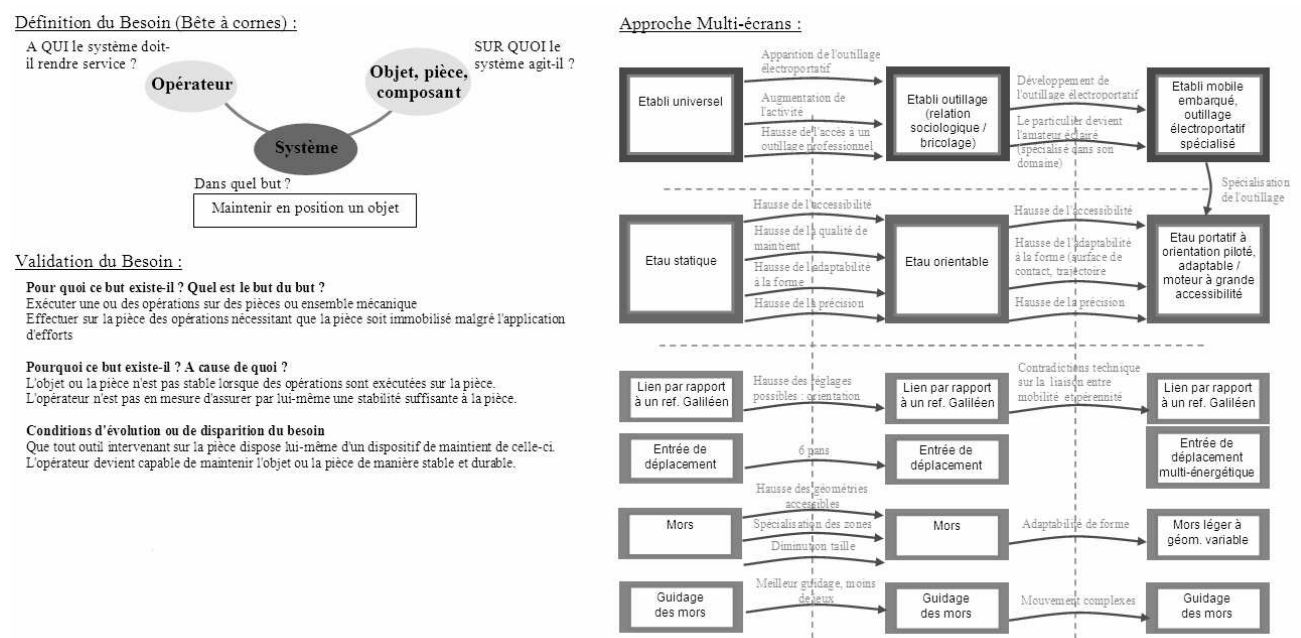 Définition du Besoin (Bête à cornes) :
A QUI le système doit-
il rendre service ?
SUR QUOI le
système agit-il ?
Opérateur
Objet, pièce,
composant
Système
Dans quel but ?
Maintenir en position un objet
Validation du Besoin :
Pour quoi ce but existe-il ? Quel est le but du but ?
Exécuter une ou des opérations sur des pièces ou ensemble mécanique
Effectuer sur la pièce des opérations nécessitant que la pièce soit immobilisé malgré l'application
d'efforts
Pourquoi ce but existe-il ? A cause de quoi ?
L'objet ou la pièce n'est pas stable lorsque des opérations sont exécutées sur la pièce.
L'opérateur n'est pas en mesure d'assurer par lui-même une stabilité suffisante à la pièce.
Conditions d'évolution ou de disparition du besoin
Que tout outil intervenant sur la pièce dispose lui-même d'un dispositif de maintient de celle-ci.
L'opérateur devient capable de maintenir l'objet ou la pièce de manière stable et durable.
Approche Multi-écrans :
Etabli universel
Apparition de l'outillage
électroportatif
Augmentation de
l'activité
Hausse de l'accès à un
outillage professionnel
Etabli outillage
(relation
sociologique /
bricolage)
Développement de
l'outillage électroportatif
Le particulier devient
l'amateur éclairé
(spécialisé dans son
domaine)
Etabli mobile
embarqué,
outillage
électroportatif
spécialisé
Spécialisation
de l'outillage
Etau statique
Hausse de l'accessibilité
Hausse de la qualité de
maintient
Hausse de l'adaptabilité
à la forme
Hausse de la précision
Etau orientable
Hausse de l'accessibilité
Hausse de l'adaptabilité
à la forme (surface de
contact, trajectoire
Hausse de la précision
Etau portatif à
orientation piloté,
adaptable /
moteur à grande
accessibilité
Lien par rapport
à un ref. Galiléen
Hausse des réglages
possibles : orientation
Lien par rapport
à un ref. Galiléen
Contradictions technique
sur la liaison entre
mobilité et pérennité
Lien par rapport
à un ref. Galiléen
Entrée de
déplacement
6 pans
Entrée de
déplacement
Entrée de
déplacement
multi-énergétique
Mors
Hausse des géométries
accessibles
Spécialisation des zones
Diminution taille
Mors
Adaptabilité de forme
Mors léger à
géom. variable
Guidage
des mors
Meilleur guidage, moins
de jeux
Guidage
des mors
Mouvement complexes
Guidage
des mors